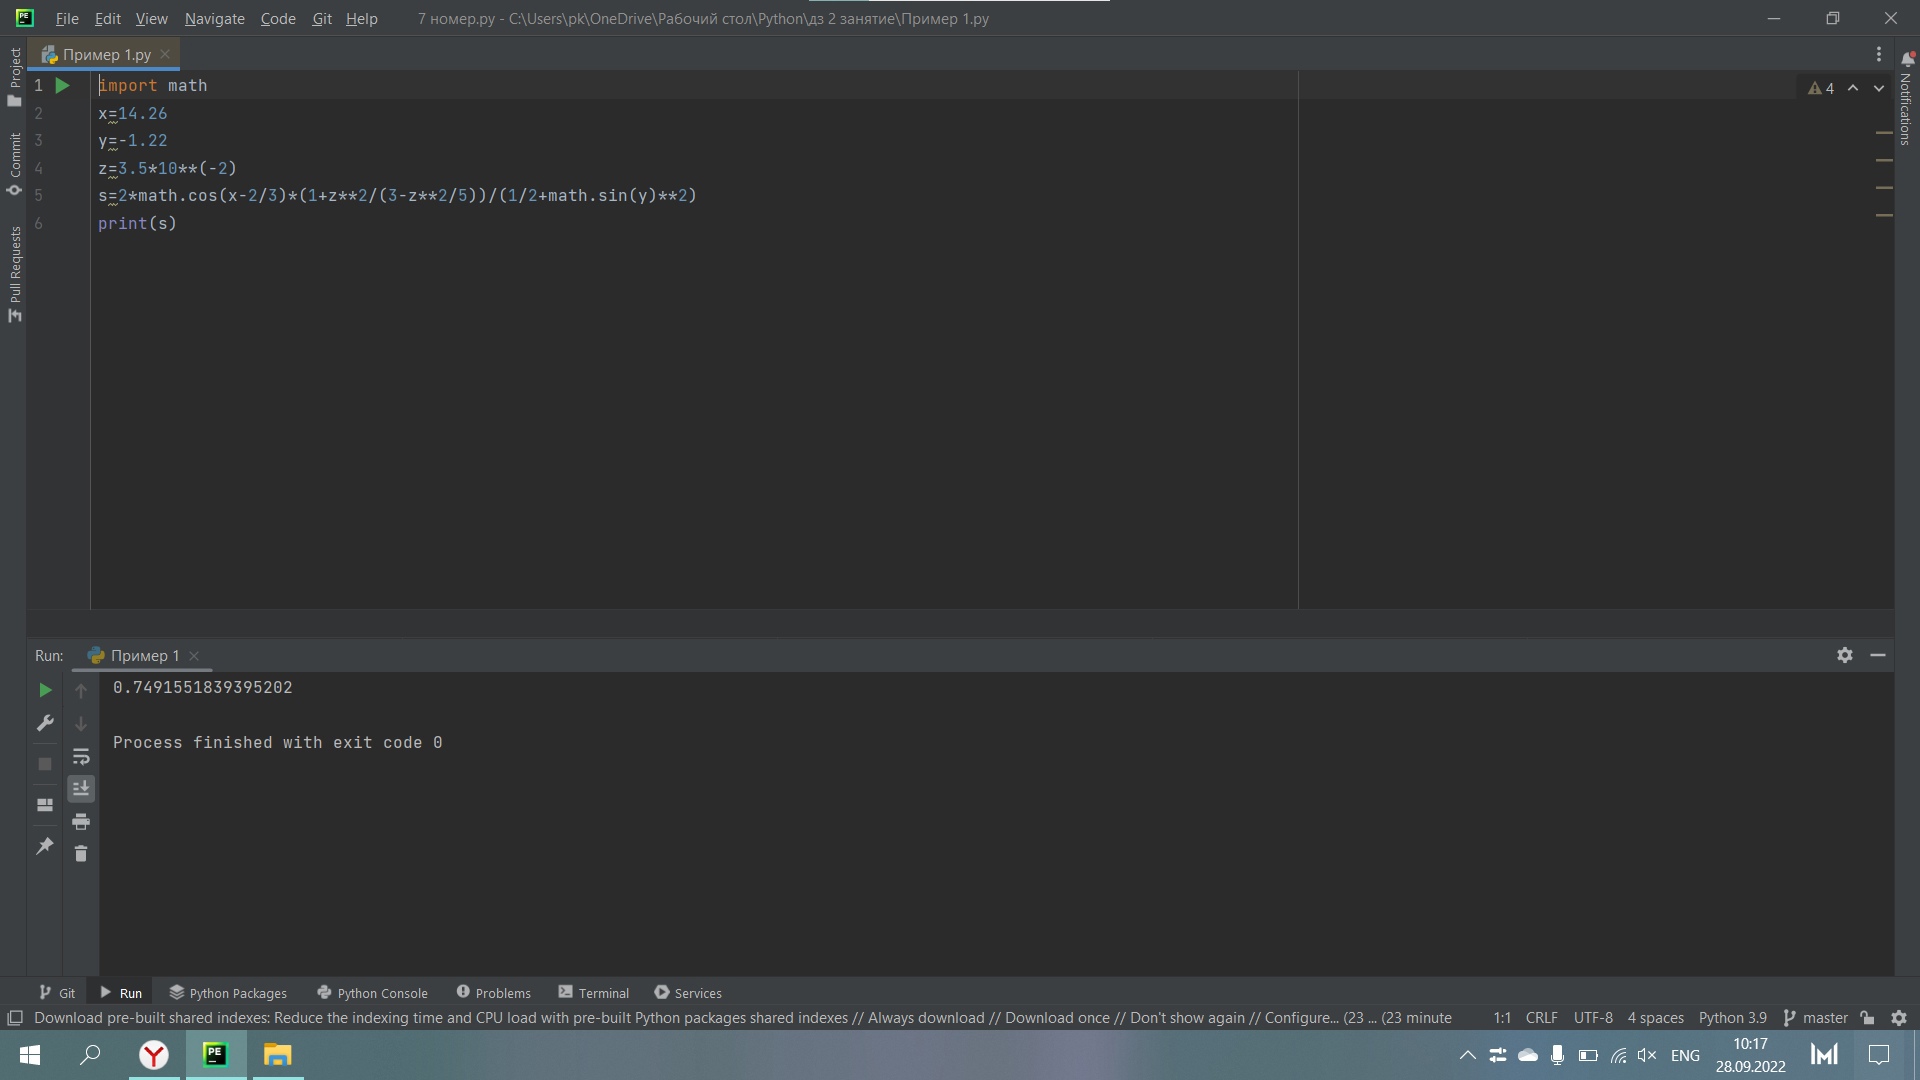 File Edit View Navigate Code Git Help 7 номер.py - C:\Users\pk\OneDrive\Рабочий стол\Python\дз 2 занятие\Пример 1.py
Пример 1.py
Project
Commit
Pull Requests
Notifications
4
1 import math
2 x=14.26
3 y=-1.22
4 z=3.5*10**(-2)
5 s=2*math.cos(x-2/3)*(1+z**2/(3-z**2/5))/(1/2+math.sin(y)**2)
6 print(s)
Run: Пример 1
0.7491551839395202
Process finished with exit code 0
Git Run Python Packages Python Console Problems Terminal Services
Download pre-built shared indexes: Reduce the indexing time and CPU load with pre-built Python packages shared indexes // Always download // Download once // Don't show again // Configure... (23 ... (23 minute 1:1 CRLF UTF-8 4 spaces Python 3.9 master
PE
ENG
10:17
28.09.2022